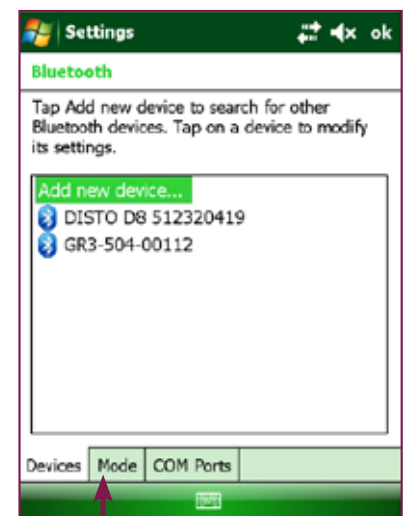 Settings ok
Bluetooth
Tap Add new device to search for other
Bluetooth devices. Tap on a device to modify
its settings.
Add new device...
DISTO D8 512320419
GR3-504-00112
Devices Mode COM Ports